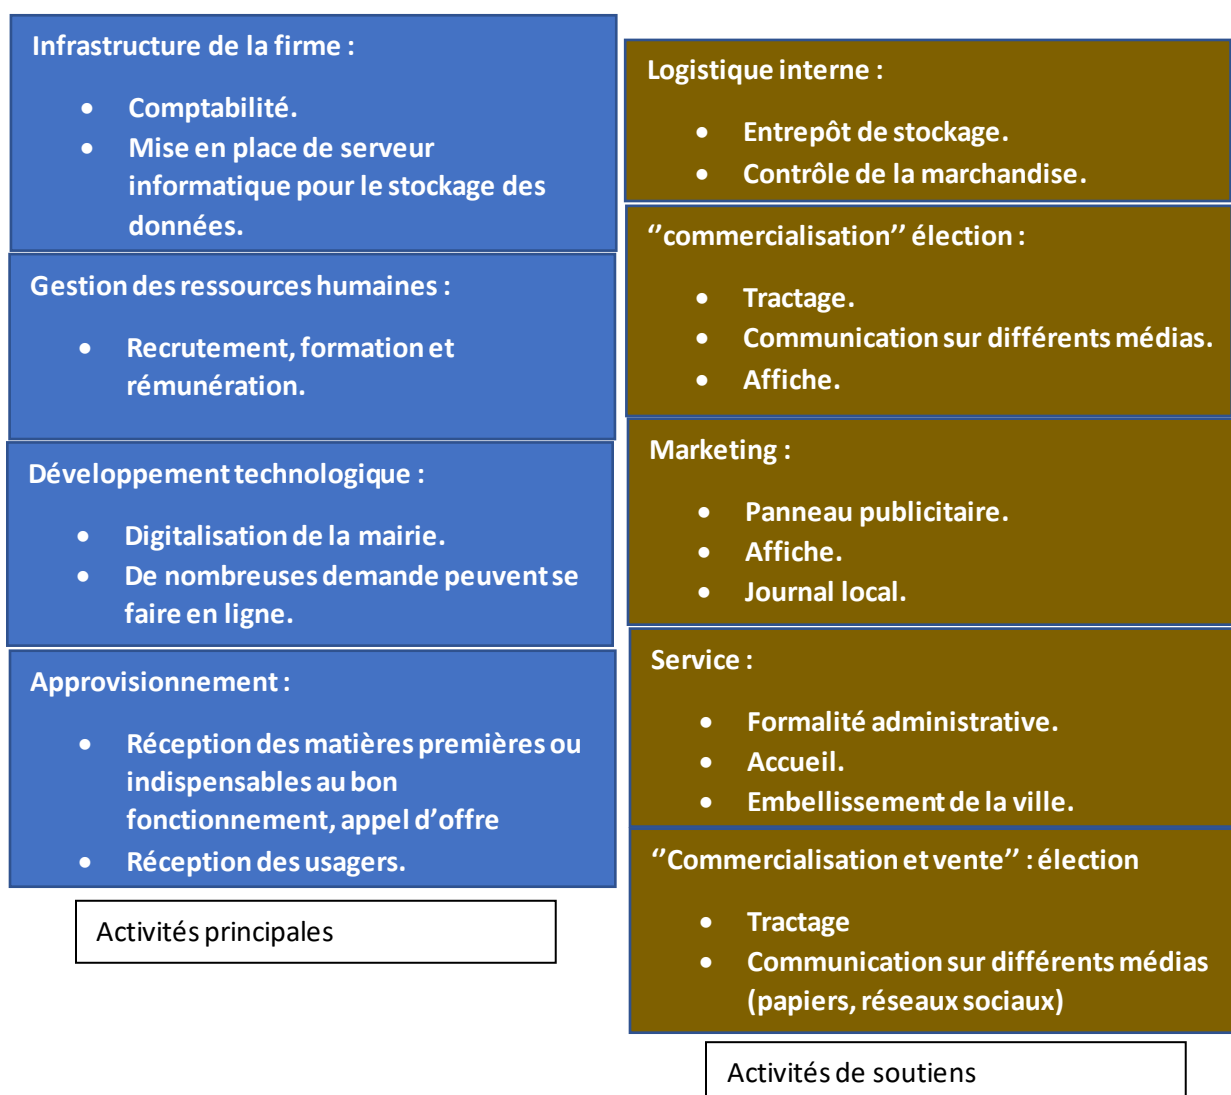 Infrastructure de la firme :
• Comptabilité.
• Mise en place de serveur
informatique pour le stockage des
données.
Gestion des ressources humaines :
• Recrutement, formation et
rémunération.
Développement technologique :
• Digitalisation de la mairie.
• De nombreuses demande peuvent se
faire en ligne.
Approvisionnement :
• Réception des matières premières ou
indispensables au bon
fonctionnement, appel d’offre
• Réception des usagers.
Activités principales
Logistique interne :
• Entrepôt de stockage.
• Contrôle de la marchandise.
’’commercialisation’’ élection :
• Tractage.
• Communication sur différents médias.
• Affiche.
Marketing :
• Panneau publicitaire.
• Affiche.
• Journal local.
Service :
• Formalité administrative.
• Accueil.
• Embellissement de la ville.
’’Commercialisation et vente’’ : élection
• Tractage
• Communication sur différents médias
(papiers, réseaux sociaux)
Activités de soutiens